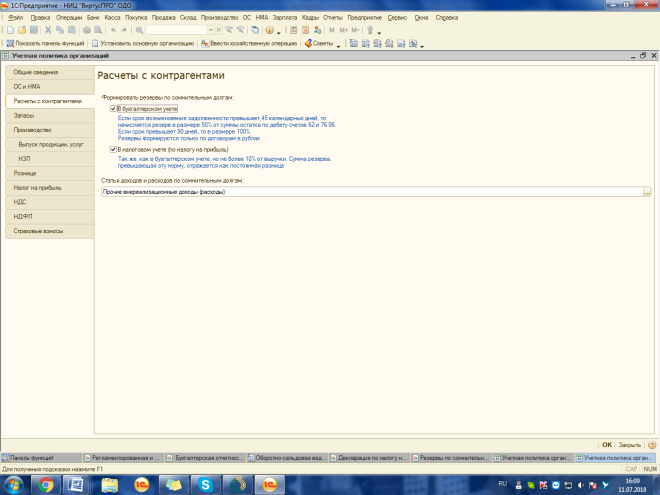 1С:Предприятие - НИЦ "ВиртусПРО" ОДО
Файл Правка Операции Банк Касса Покупка Продажа Склад Производство ОС НМА Зарплата Кадры Отчеты Предприятие Сервис Окна Справка
M M+ M-
Показать панель функций Установить основную организацию Ввести хозяйственную операцию Советы
Учетная политика организаций
Общие сведения
ОС и НМА
Расчеты с контрагентами
Запасы
Производство
Выпуск продукции, услуг
НЗП
Розница
Налог на прибыль
НДС
НДФЛ
Страховые взносы
Расчеты с контрагентами
Формировать резервы по сомнительным долгам:
В бухгалтерском учете
Если срок возникновения задолженности превышает 45 календарных дней, то
начисляется резерв в размере 50% от суммы остатка по дебету счетов 62 и 76.06.
Если срок превышает 90 дней, то в размере 100%.
Резервы формируются только по договорам в рублях
В налоговом учете (по налогу на прибыль)
Так же, как в бухгалтерском учете, но не более 10% от выручки. Сумма резерва,
превышающая эту норму, отражается как постоянная разница
Статья доходов и расходов по сомнительным долгам:
Прочие внереализационные доходы (расходы) ...
OK Закрыть
Панель функций Регламентированная и ... Бухгалтерская отчетнос... Оборотно-сальдовая вед... Декларация по налогу н... Резервы по сомнительн... Учетная политика орган... Учетная политика орган...
Для получения подсказки нажмите F1 CAP NUM
RU 16:09
11.07.2018